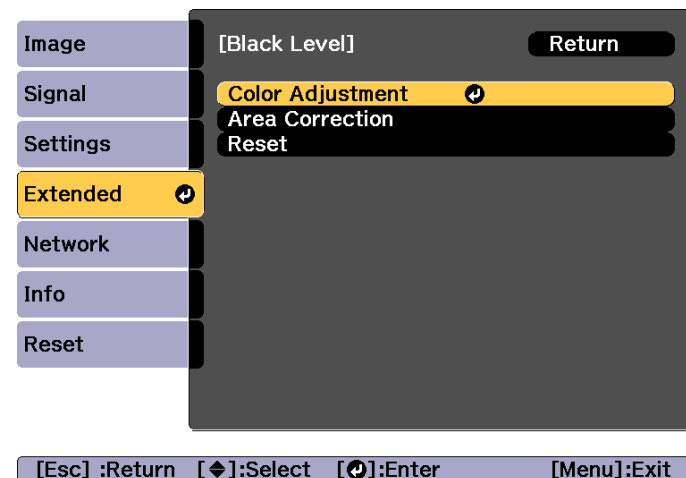 Image
Signal
Settings
Extended
Network
Info
Reset
[Black Level] Return
Color Adjustment
Area Correction
Reset
[Esc] :Return [◆]:Select [⏎]:Enter [Menu]:Exit